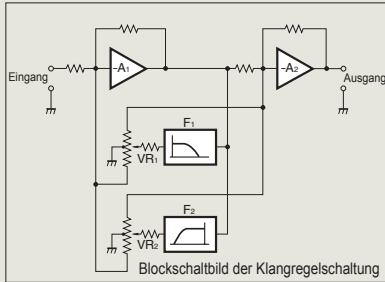 -A1
-A2
Eingang
Ausgang
F1
VR1
F2
VR2
Blockschaltbild der Klangregelschaltung